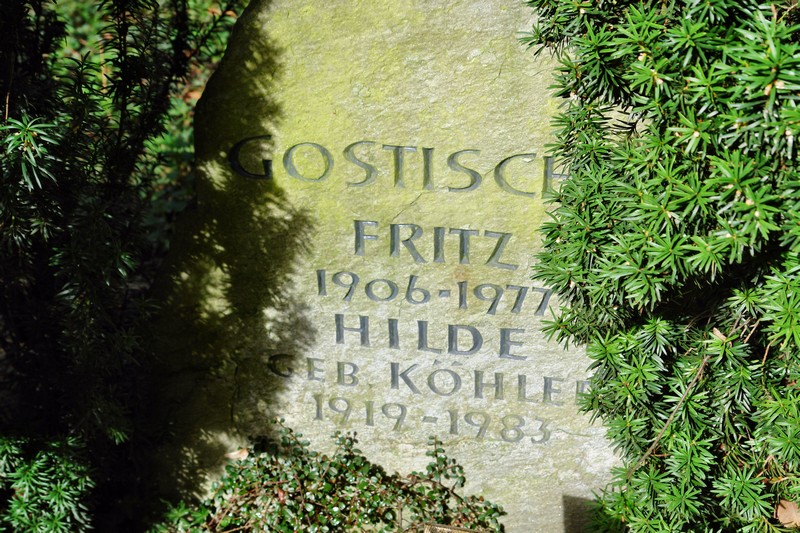 GOSTISCH
FRITZ
1906-1977
HILDE
GEB. KÖHLER
1919-1983